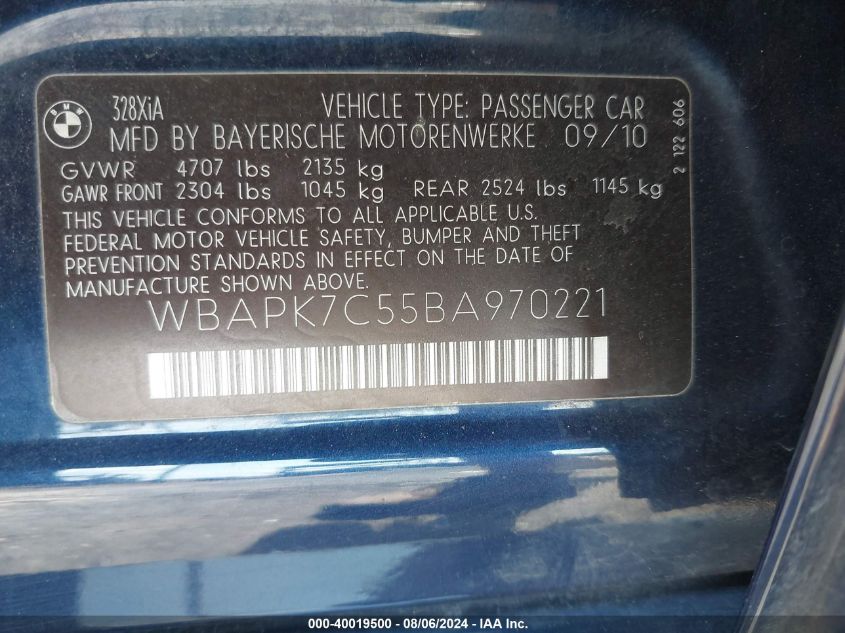 BMW
328XiA VEHICLE TYPE: PASSENGER CAR
MFD BY BAYERISCHE MOTORENWERKE 09/10
GVWR 4707 lbs 2135 kg
GAWR FRONT 2304 lbs 1045 kg REAR 2524 lbs 1145 kg
THIS VEHICLE CONFORMS TO ALL APPLICABLE U.S.
FEDERAL MOTOR VEHICLE SAFETY, BUMPER AND THEFT
PREVENTION STANDARDS IN EFFECT ON THE DATE OF
MANUFACTURE SHOWN ABOVE.
WBAPK7C55BA970221
2 122 606
000-40019500 - 08/06/2024 - IAA Inc.